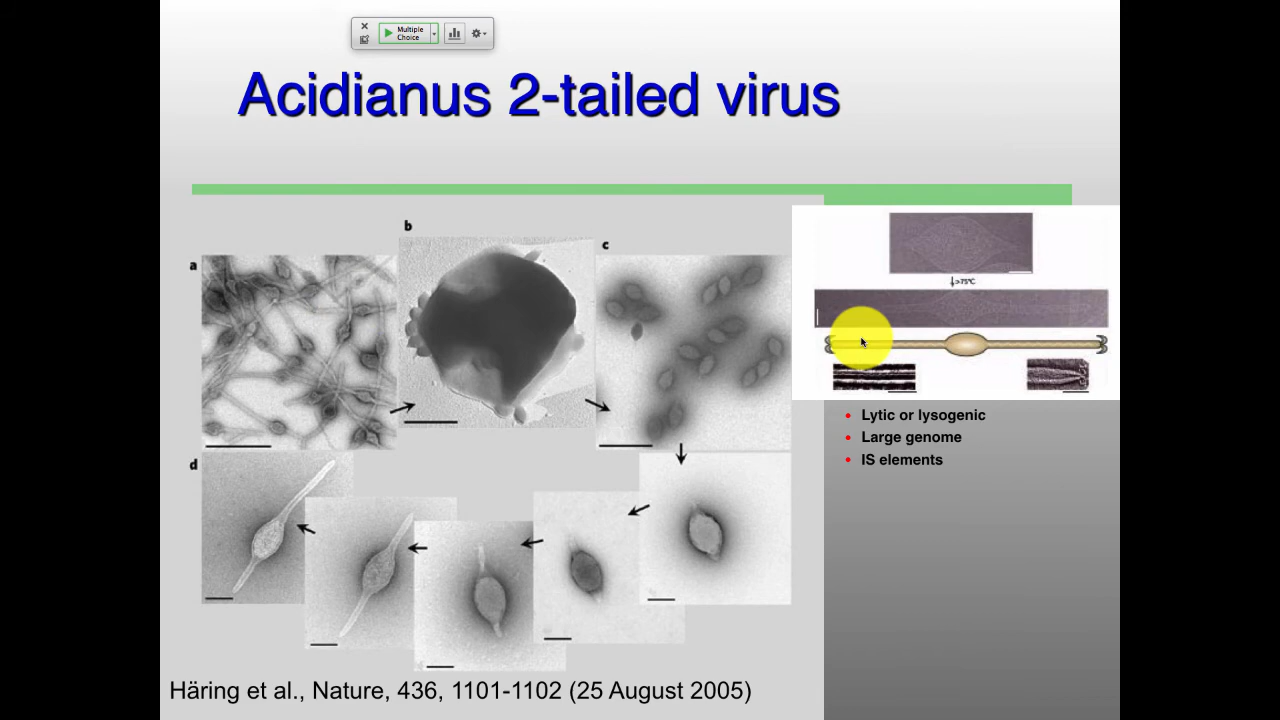 Multiple
Choice
Acidianus 2-tailed virus
a
b
c
d
>75°C
• Lytic or lysogenic
• Large genome
• IS elements
Häring et al., Nature, 436, 1101-1102 (25 August 2005)